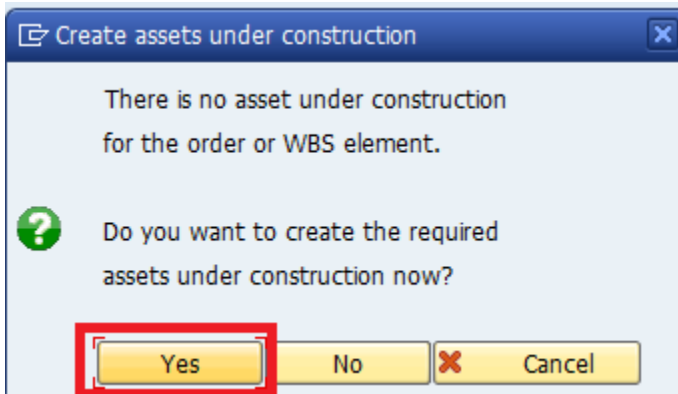 Create assets under construction
There is no asset under construction
for the order or WBS element.
Do you want to create the required
assets under construction now?
Yes No Cancel